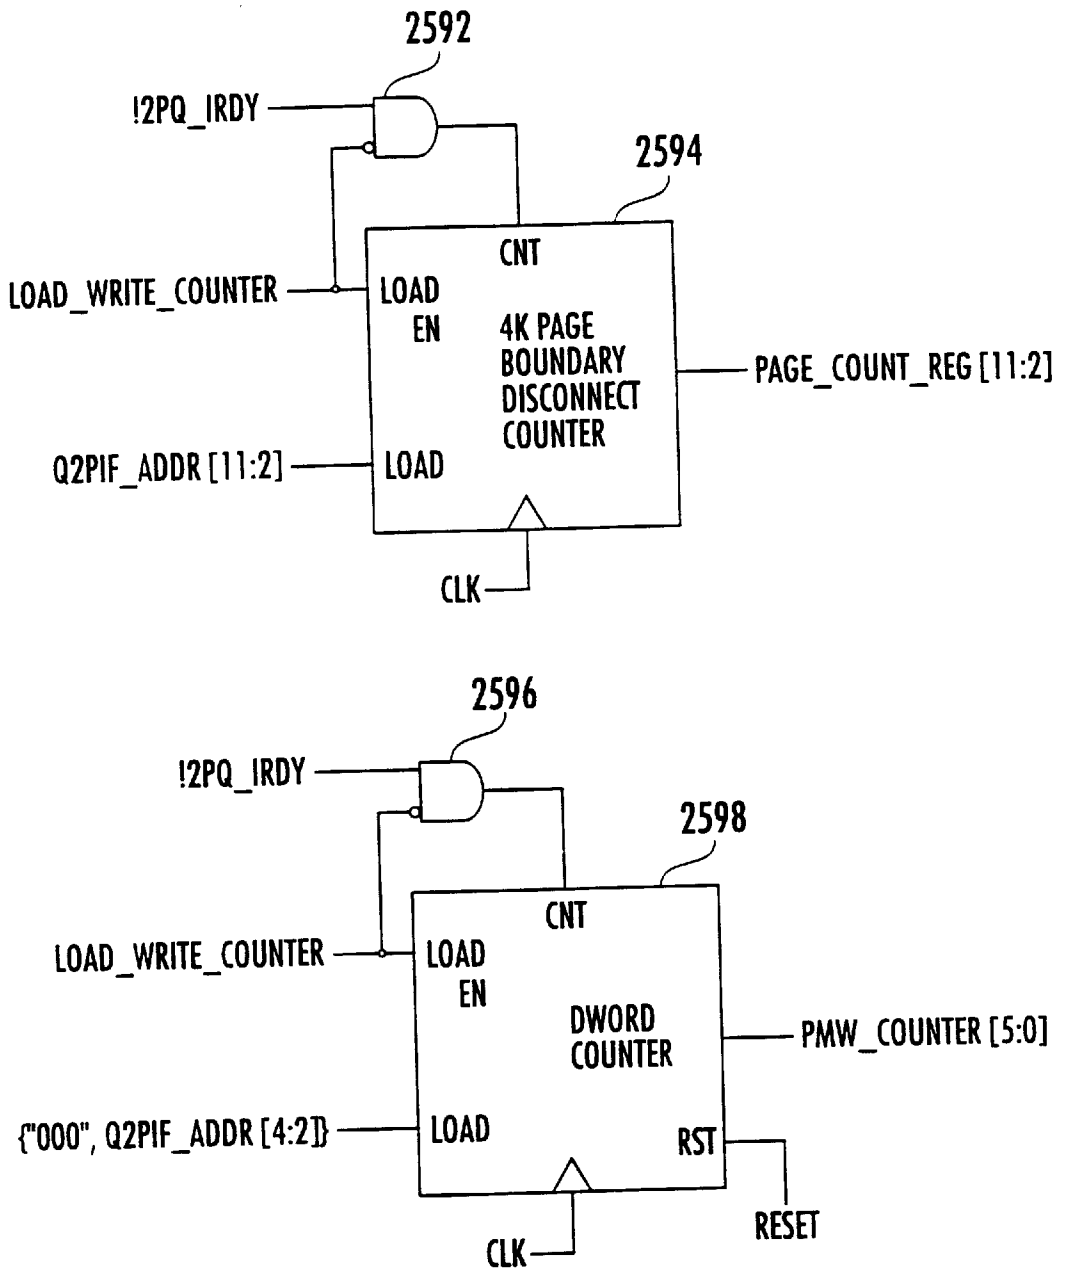 2592
!2PQ_IRDY
2594
CNT
LOAD_WRITE_COUNTER
LOAD
EN
4K PAGE
BOUNDARY
DISCONNECT
COUNTER
PAGE_COUNT_REG [11:2]
Q2PIF_ADDR [11:2]
LOAD
CLK
2596
!2PQ_IRDY
2598
CNT
LOAD_WRITE_COUNTER
LOAD
EN
DWORD
COUNTER
PMW_COUNTER [5:0]
{"000", Q2PIF_ADDR [4:2]}
LOAD
RST
RESET
CLK